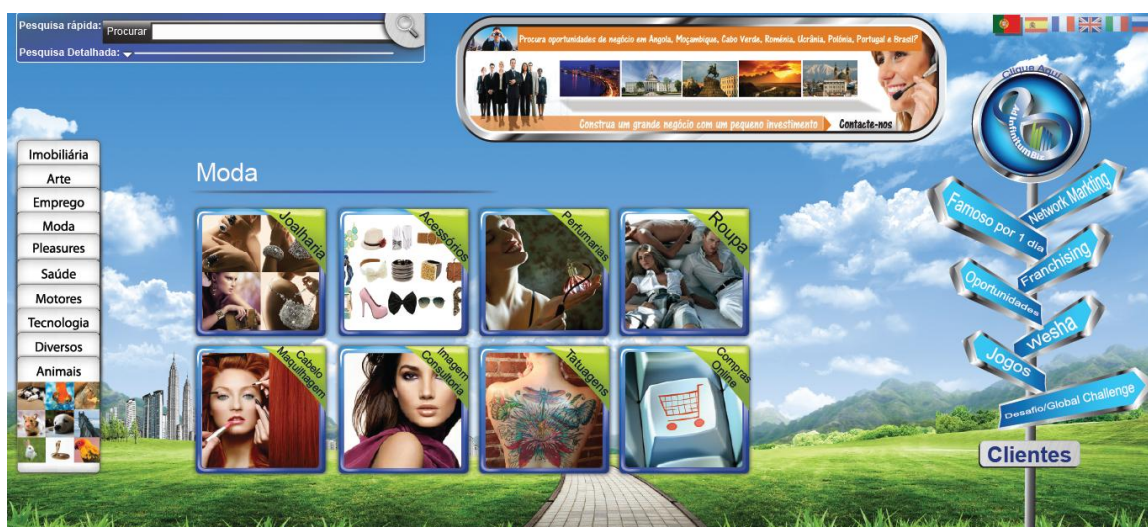 Pesquisa rápida:
Procurar
Pesquisa Detalhada:
Procura oportunidades de negócio em Angola, Moçambique, Cabo Verde, Roménia, Ucrânia, Polónia, Portugal e Brasil?
Construa um grande negócio com um pequeno investimento
Contacte-nos
Clique Aqui
Ad InfinitumBiz
Imobiliária
Arte
Emprego
Moda
Pleasures
Saúde
Motores
Tecnologia
Diversos
Animais
Moda
Joalharia
Acessórios
Perfumarias
Roupa
Cabelo
Maquilhagem
Imagem
Consultoria
Tatuagens
Compras
Online
Network Markting
Famoso por 1 dia
Franchising
Oportunidades
wesha
Jogos
Desafio/Global Challenge
Clientes